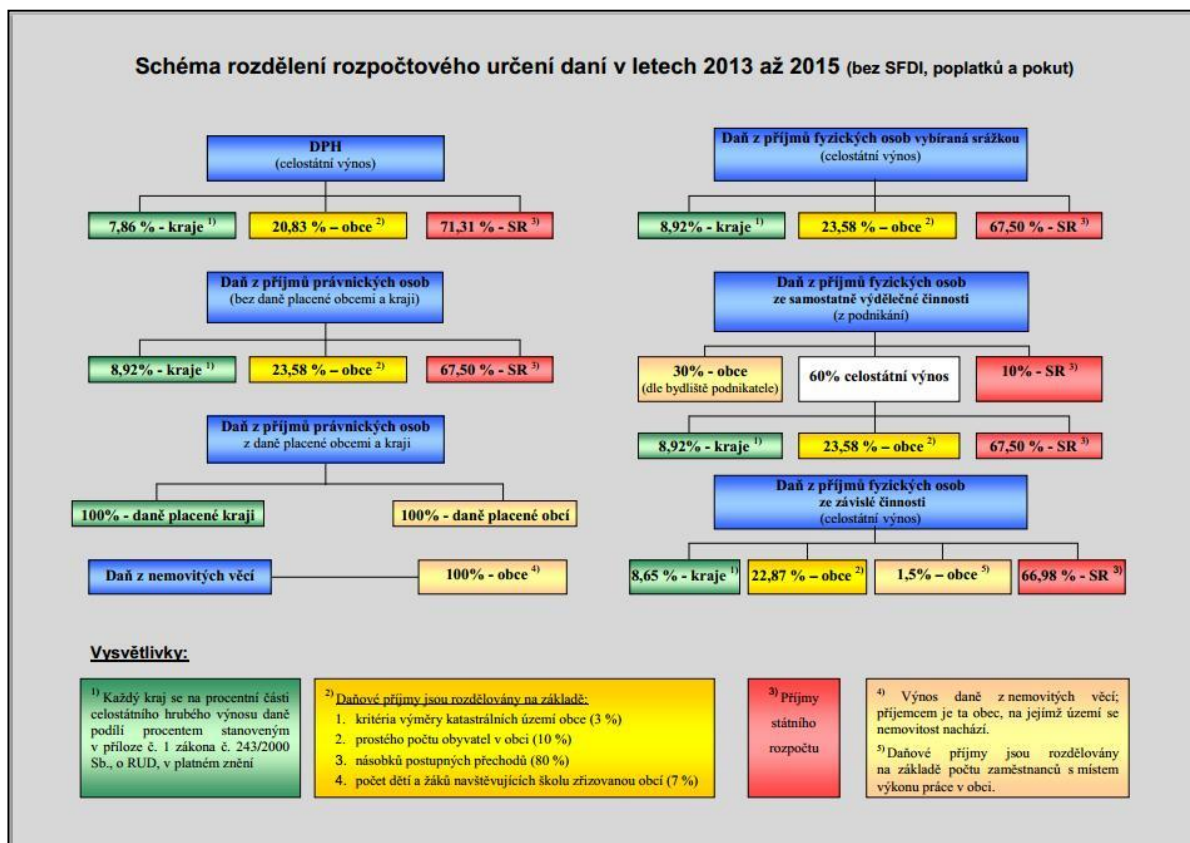 Schéma rozdělení rozpočtového určení daní v letech 2013 až 2015 (bez SFDI, poplatků a pokut)
DPH
(celostátní výnos)
7,86 % - kraje 1)
20,83 % – obce 2)
71,31 % - SR 3)
Daň z příjmů právnických osob
(bez daně placené obcemi a kraji)
8,92% - kraje 1)
23,58 % – obce 2)
67,50 % - SR 3)
Daň z příjmů právnických osob
z daně placené obcemi a kraji
100% - daně placené kraji
100% - daně placené obcí
Daň z nemovitých věcí
100% - obce 4)
Daň z příjmů fyzických osob vybíraná srážkou
(celostátní výnos)
8,92% - kraje 1)
23,58 % – obce 2)
67,50 % - SR 3)
Daň z příjmů fyzických osob
ze samostatně výdělečné činnosti
(z podnikání)
30% - obce
(dle bydliště podnikatele)
60% celostátní výnos
10% - SR 3)
8,92% - kraje 1)
23,58 % – obce 2)
67,50 % - SR 3)
Daň z příjmů fyzických osob
ze závislé činnosti
(celostátní výnos)
8,65 % - kraje 1)
22,87 % – obce 2)
1,5% – obce 5)
66,98 % - SR 3)
Vysvětlivky:
1) Každý kraj se na procentní části
celostátního hrubého výnosu daně
podílí procentem stanoveným
v příloze č. 1 zákona č. 243/2000
Sb., o RUD, v platném znění
2) Daňové příjmy jsou rozdělovány na základě:
1. kritéria výměry katastrálních území obce (3 %)
2. prostého počtu obyvatel v obci (10 %)
3. násobků postupných přechodů (80 %)
4. počet dětí a žáků navštěvujících školu zřizovanou obcí (7 %)
3) Příjmy
státního
rozpočtu
4) Výnos daně z nemovitých věcí;
příjemcem je ta obec, na jejímž území se
nemovitost nachází.
5) Daňové příjmy jsou rozdělovány
na základě počtu zaměstnanců s místem
výkonu práce v obci.